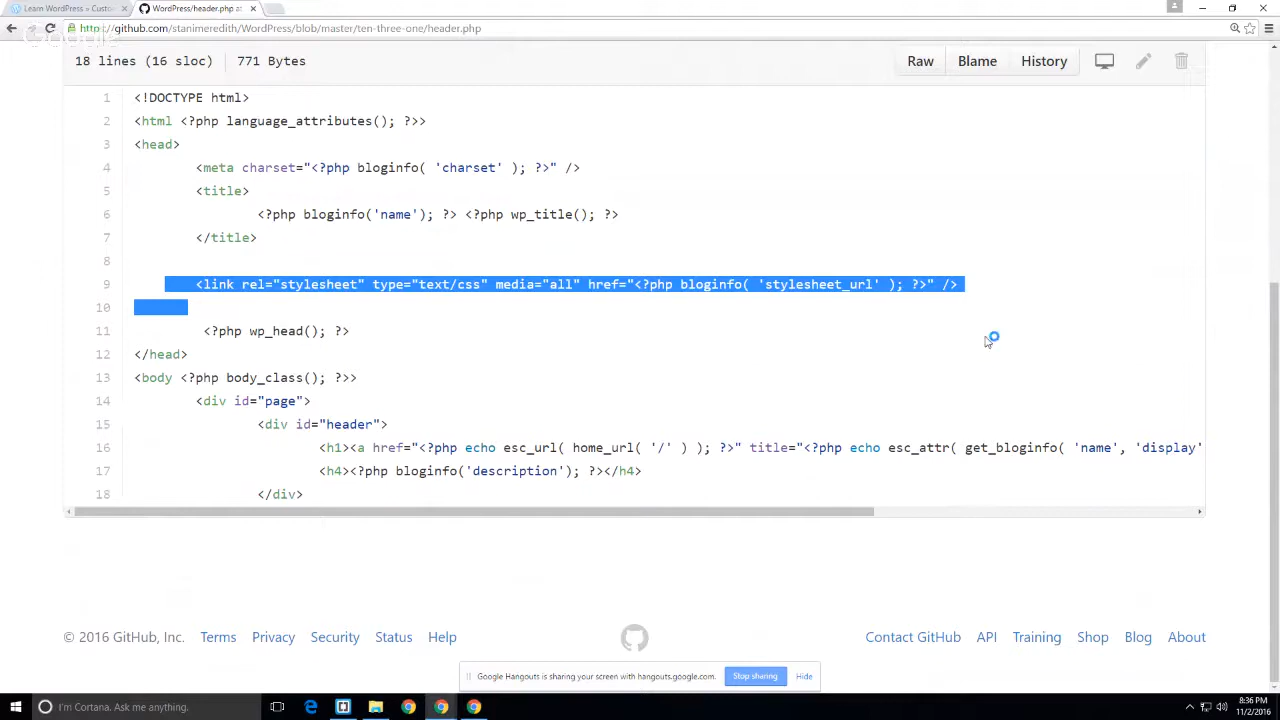 Learn WordPress » Custo
WordPress/header.php at
https://github.com/stanimeredith/WordPress/blob/master/ten-three-one/header.php
18 lines (16 sloc) 771 Bytes
Raw Blame History
1 <!DOCTYPE html>
2 <html <?php language_attributes(); ?>>
3 <head>
4 <meta charset="<?php bloginfo( 'charset' ); ?>" />
5 <title>
6 <?php bloginfo('name'); ?> <?php wp_title(); ?>
7 </title>
8
9 <link rel="stylesheet" type="text/css" media="all" href="<?php bloginfo( 'stylesheet_url' ); ?>" />
10
11 <?php wp_head(); ?>
12 </head>
13 <body <?php body_class(); ?>>
14 <div id="page">
15 <div id="header">
16 <h1><a href="<?php echo esc_url( home_url( '/' ) ); ?>" title="<?php echo esc_attr( get_bloginfo( 'name', 'display'
17 <h4><?php bloginfo('description'); ?></h4>
18 </div>
© 2016 GitHub, Inc. Terms Privacy Security Status Help Contact GitHub API Training Shop Blog About
Google Hangouts is sharing your screen with hangouts.google.com. Stop sharing Hide
I'm Cortana. Ask me anything.
8:36 PM
11/2/2016